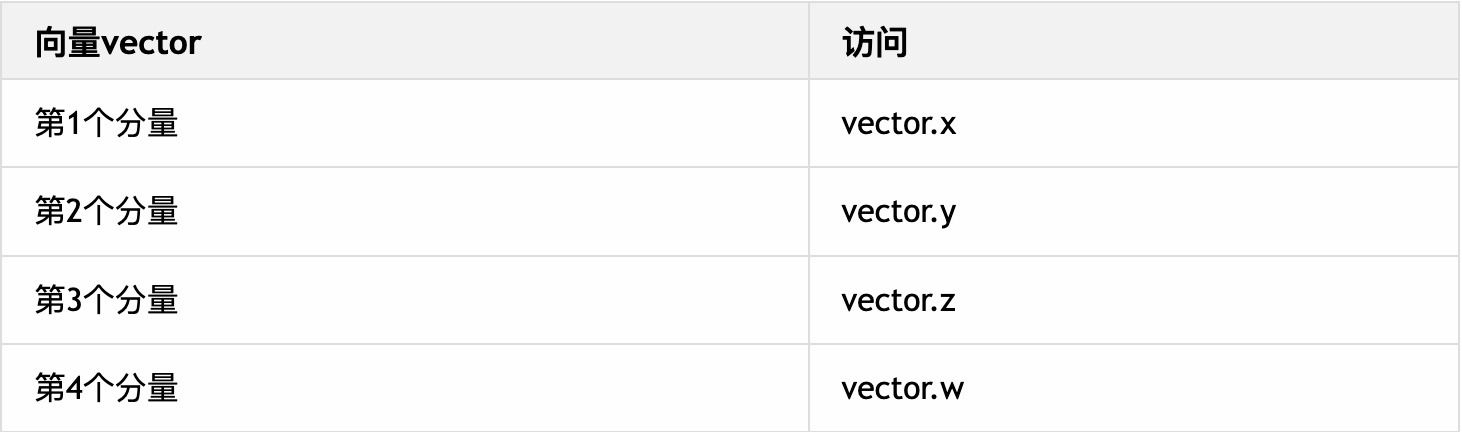 向量vector 访问
第1个分量 vector.x
第2个分量 vector.y
第3个分量 vector.z
第4个分量 vector.w